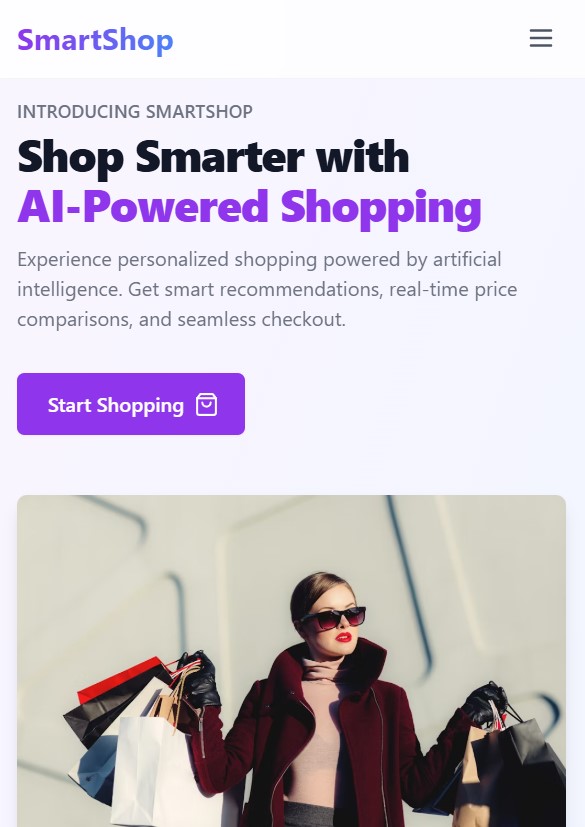 SmartShop
INTRODUCING SMARTSHOP
Shop Smarter with
AI-Powered Shopping
Experience personalized shopping powered by artificial
intelligence. Get smart recommendations, real-time price
comparisons, and seamless checkout.
Start Shopping